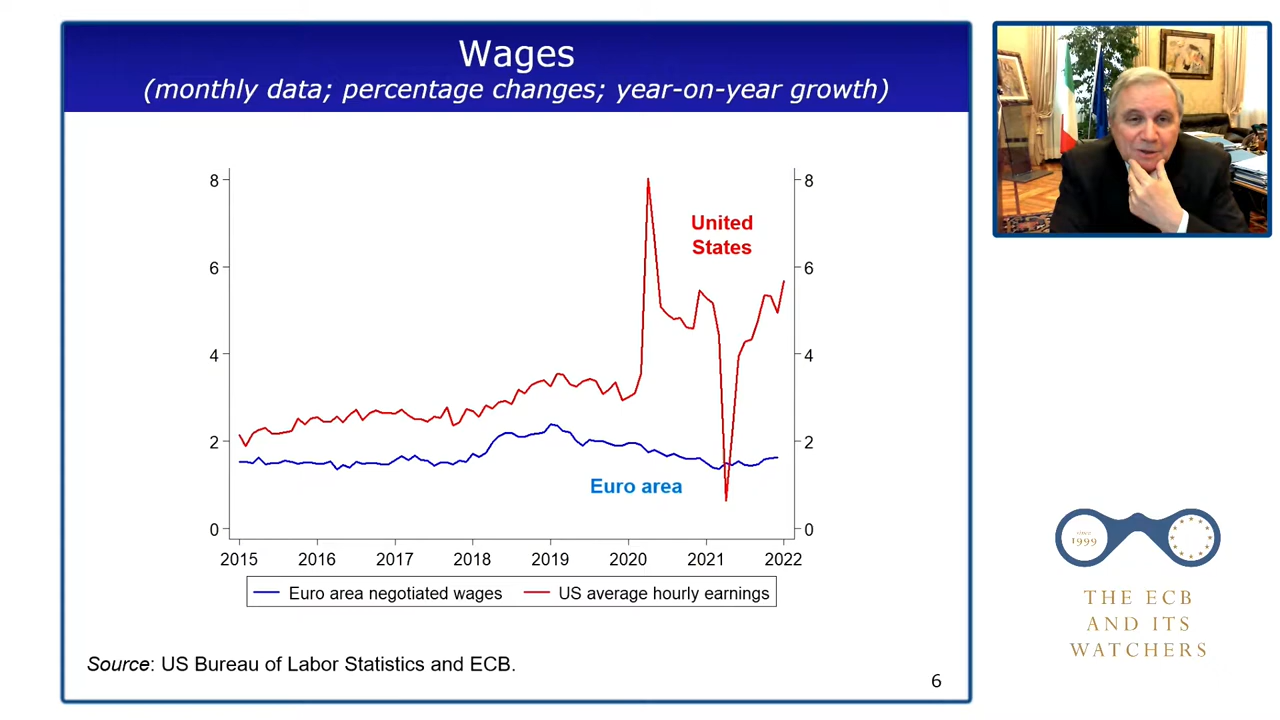 Wages
(monthly data; percentage changes; year-on-year growth)
8
8
United
States
6
6
4
4
2
2
Euro area
0
0
2015 2016 2017 2018 2019 2020 2021 2022
Euro area negotiated wages US average hourly earnings
Source: US Bureau of Labor Statistics and ECB.
6
since
1999
THE ECB
AND ITS
WATCHERS